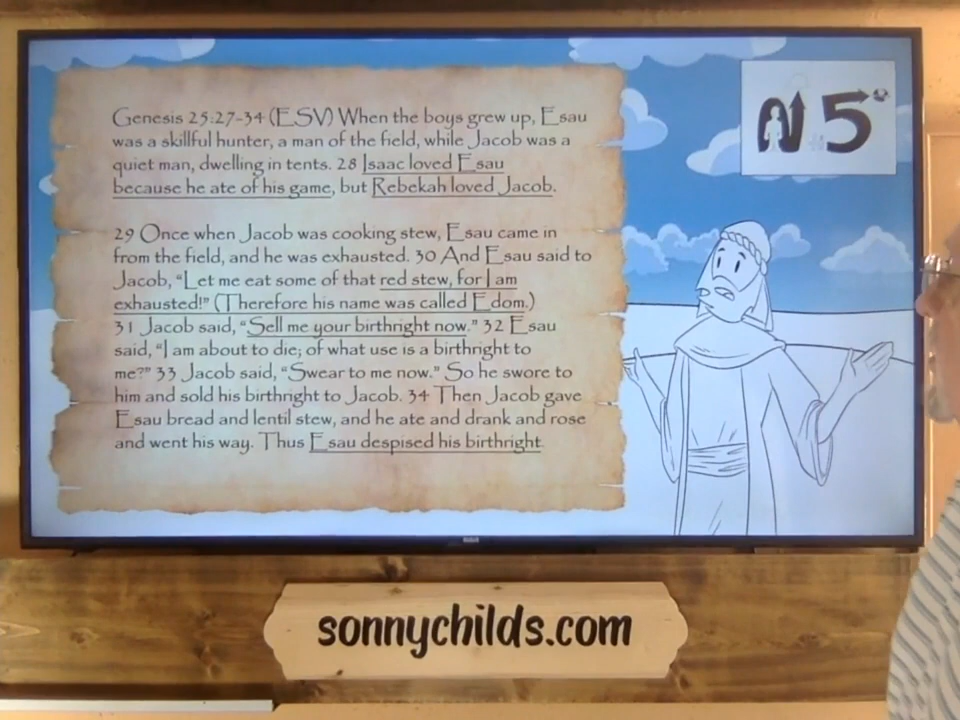 Genesis 25:27-34 (ESV) When the boys grew up, Esau
was a skillful hunter, a man of the field, while Jacob was a
quiet man, dwelling in tents. 28 Isaac loved Esau
because he ate of his game, but Rebekah loved Jacob.
29 Once when Jacob was cooking stew, Esau came in
from the field, and he was exhausted. 30 And Esau said to
Jacob, “Let me eat some of that red stew, for I am
exhausted!” (Therefore his name was called Edom.)
31 Jacob said, “Sell me your birthright now.” 32 Esau
said, “I am about to die; of what use is a birthright to
me?” 33 Jacob said, “Swear to me now.” So he swore to
him and sold his birthright to Jacob. 34 Then Jacob gave
Esau bread and lentil stew, and he ate and drank and rose
and went his way. Thus Esau despised his birthright.
5
sonnychilds.com